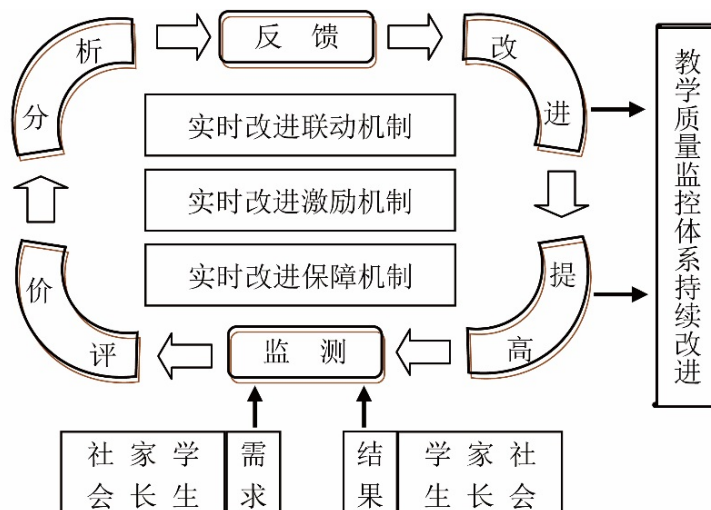 分析
反馈
改进
实时改进联动机制
实时改进激励机制
实时改进保障机制
评价
监测
提高
教学质量监控体系持续改进
社会
家长
学生
需求
结果
学生
家长
社会